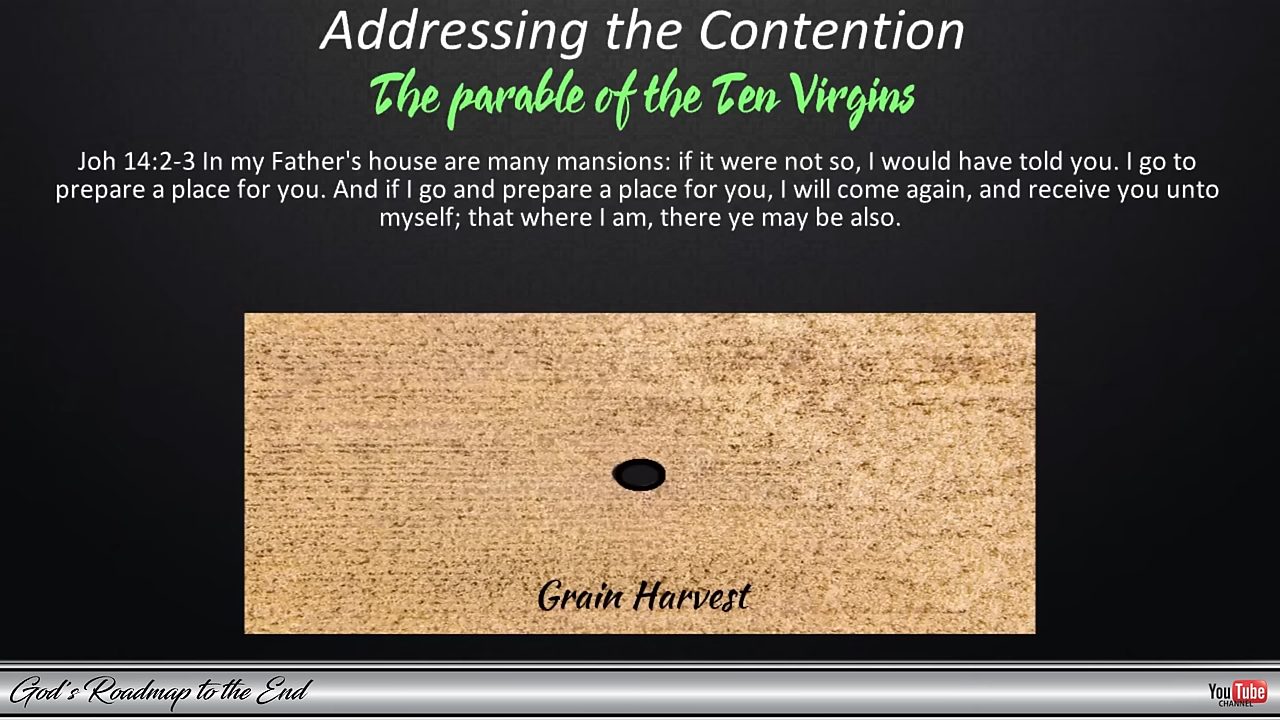 Addressing the Contention
The parable of the Ten Virgins
Joh 14:2-3 In my Father's house are many mansions: if it were not so, I would have told you. I go to
prepare a place for you. And if I go and prepare a place for you, I will come again, and receive you unto
myself; that where I am, there ye may be also.
Grain Harvest
God's Roadmap to the End
YouTube
CHANNEL